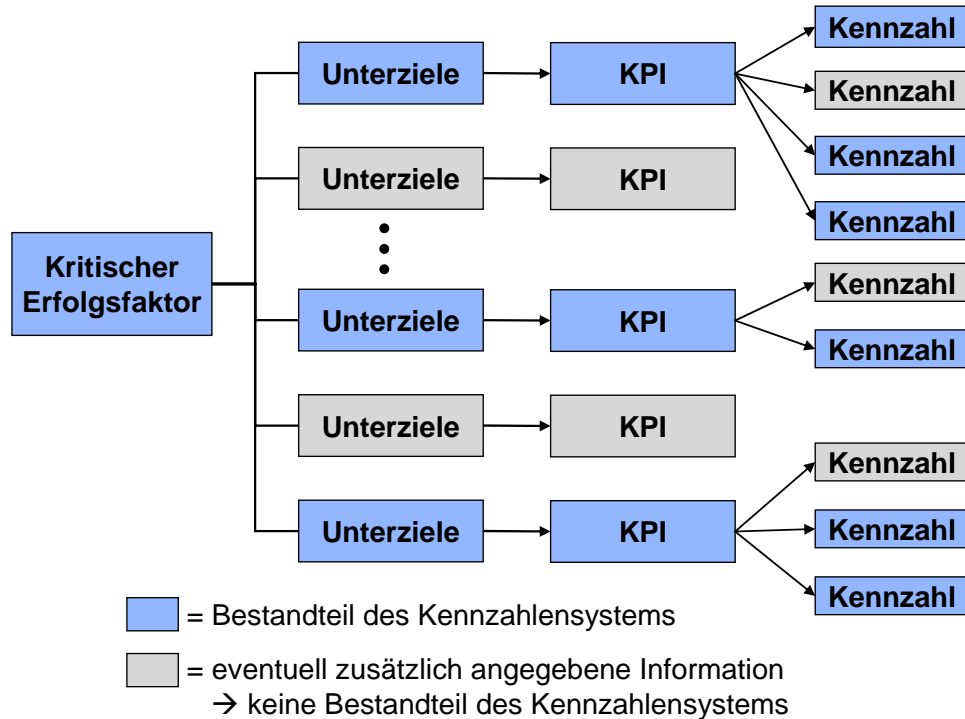 Kritischer
Erfolgsfaktor
Unterziele
KPI
Kennzahl
Kennzahl
Kennzahl
Kennzahl
Unterziele
KPI
Unterziele
KPI
Kennzahl
Kennzahl
Unterziele
KPI
Unterziele
KPI
Kennzahl
Kennzahl
Kennzahl
= Bestandteil des Kennzahlensystems
= eventuell zusätzlich angegebene Information
→ keine Bestandteil des Kennzahlensystems